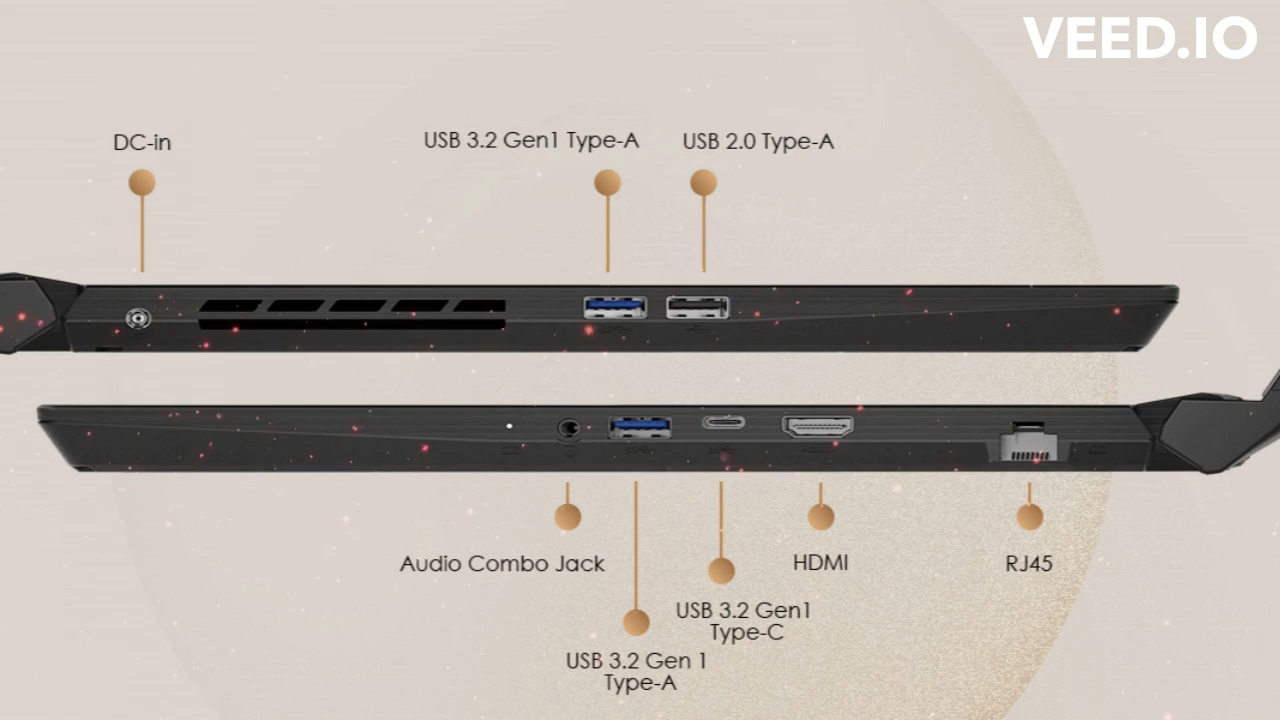 VEED.IO
DC-in
USB 3.2 Gen1 Type-A
USB 2.0 Type-A
Audio Combo Jack
HDMI
RJ45
USB 3.2 Gen1
Type-C
USB 3.2 Gen 1
Type-A